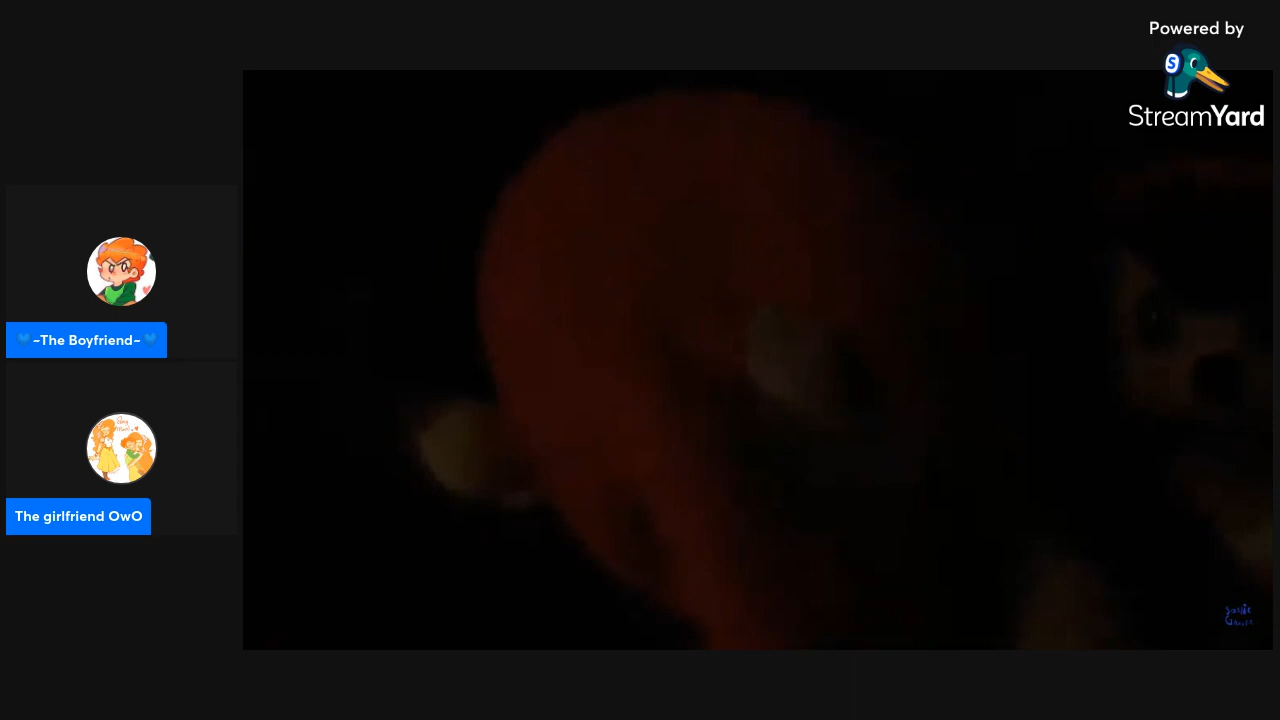 Powered by
StreamYard
💙~The Boyfriend~💙
The girlfriend OwO